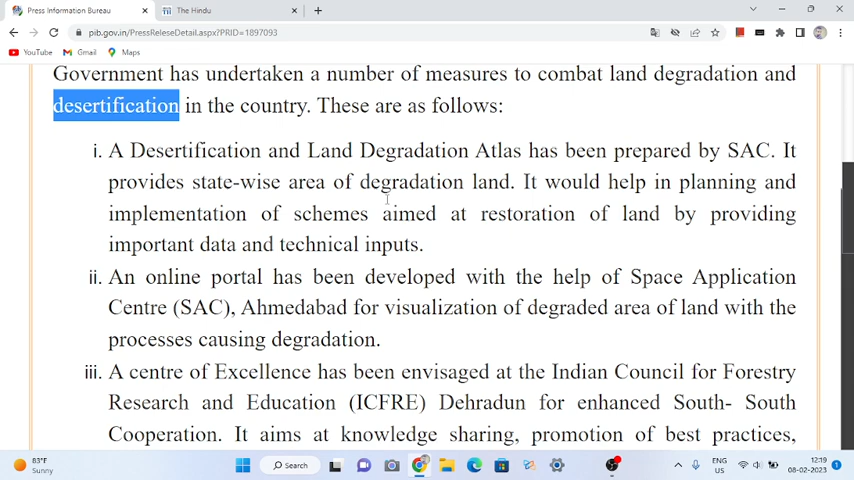 Press Information Bureau
The Hindu
pib.gov.in/PressReleseDetail.aspx?PRID=1897093
YouTube
Gmail
Maps
Government has undertaken a number of measures to combat land degradation and
desertification in the country. These are as follows:
i. A Desertification and Land Degradation Atlas has been prepared by SAC. It
provides state-wise area of degradation land. It would help in planning and
implementation of schemes aimed at restoration of land by providing
important data and technical inputs.
ii. An online portal has been developed with the help of Space Application
Centre (SAC), Ahmedabad for visualization of degraded area of land with the
processes causing degradation.
iii. A centre of Excellence has been envisaged at the Indian Council for Forestry
Research and Education (ICFRE) Dehradun for enhanced South- South
Cooperation. It aims at knowledge sharing, promotion of best practices,
83°F
Sunny
Search
ENG
US
12:19
08-02-2023